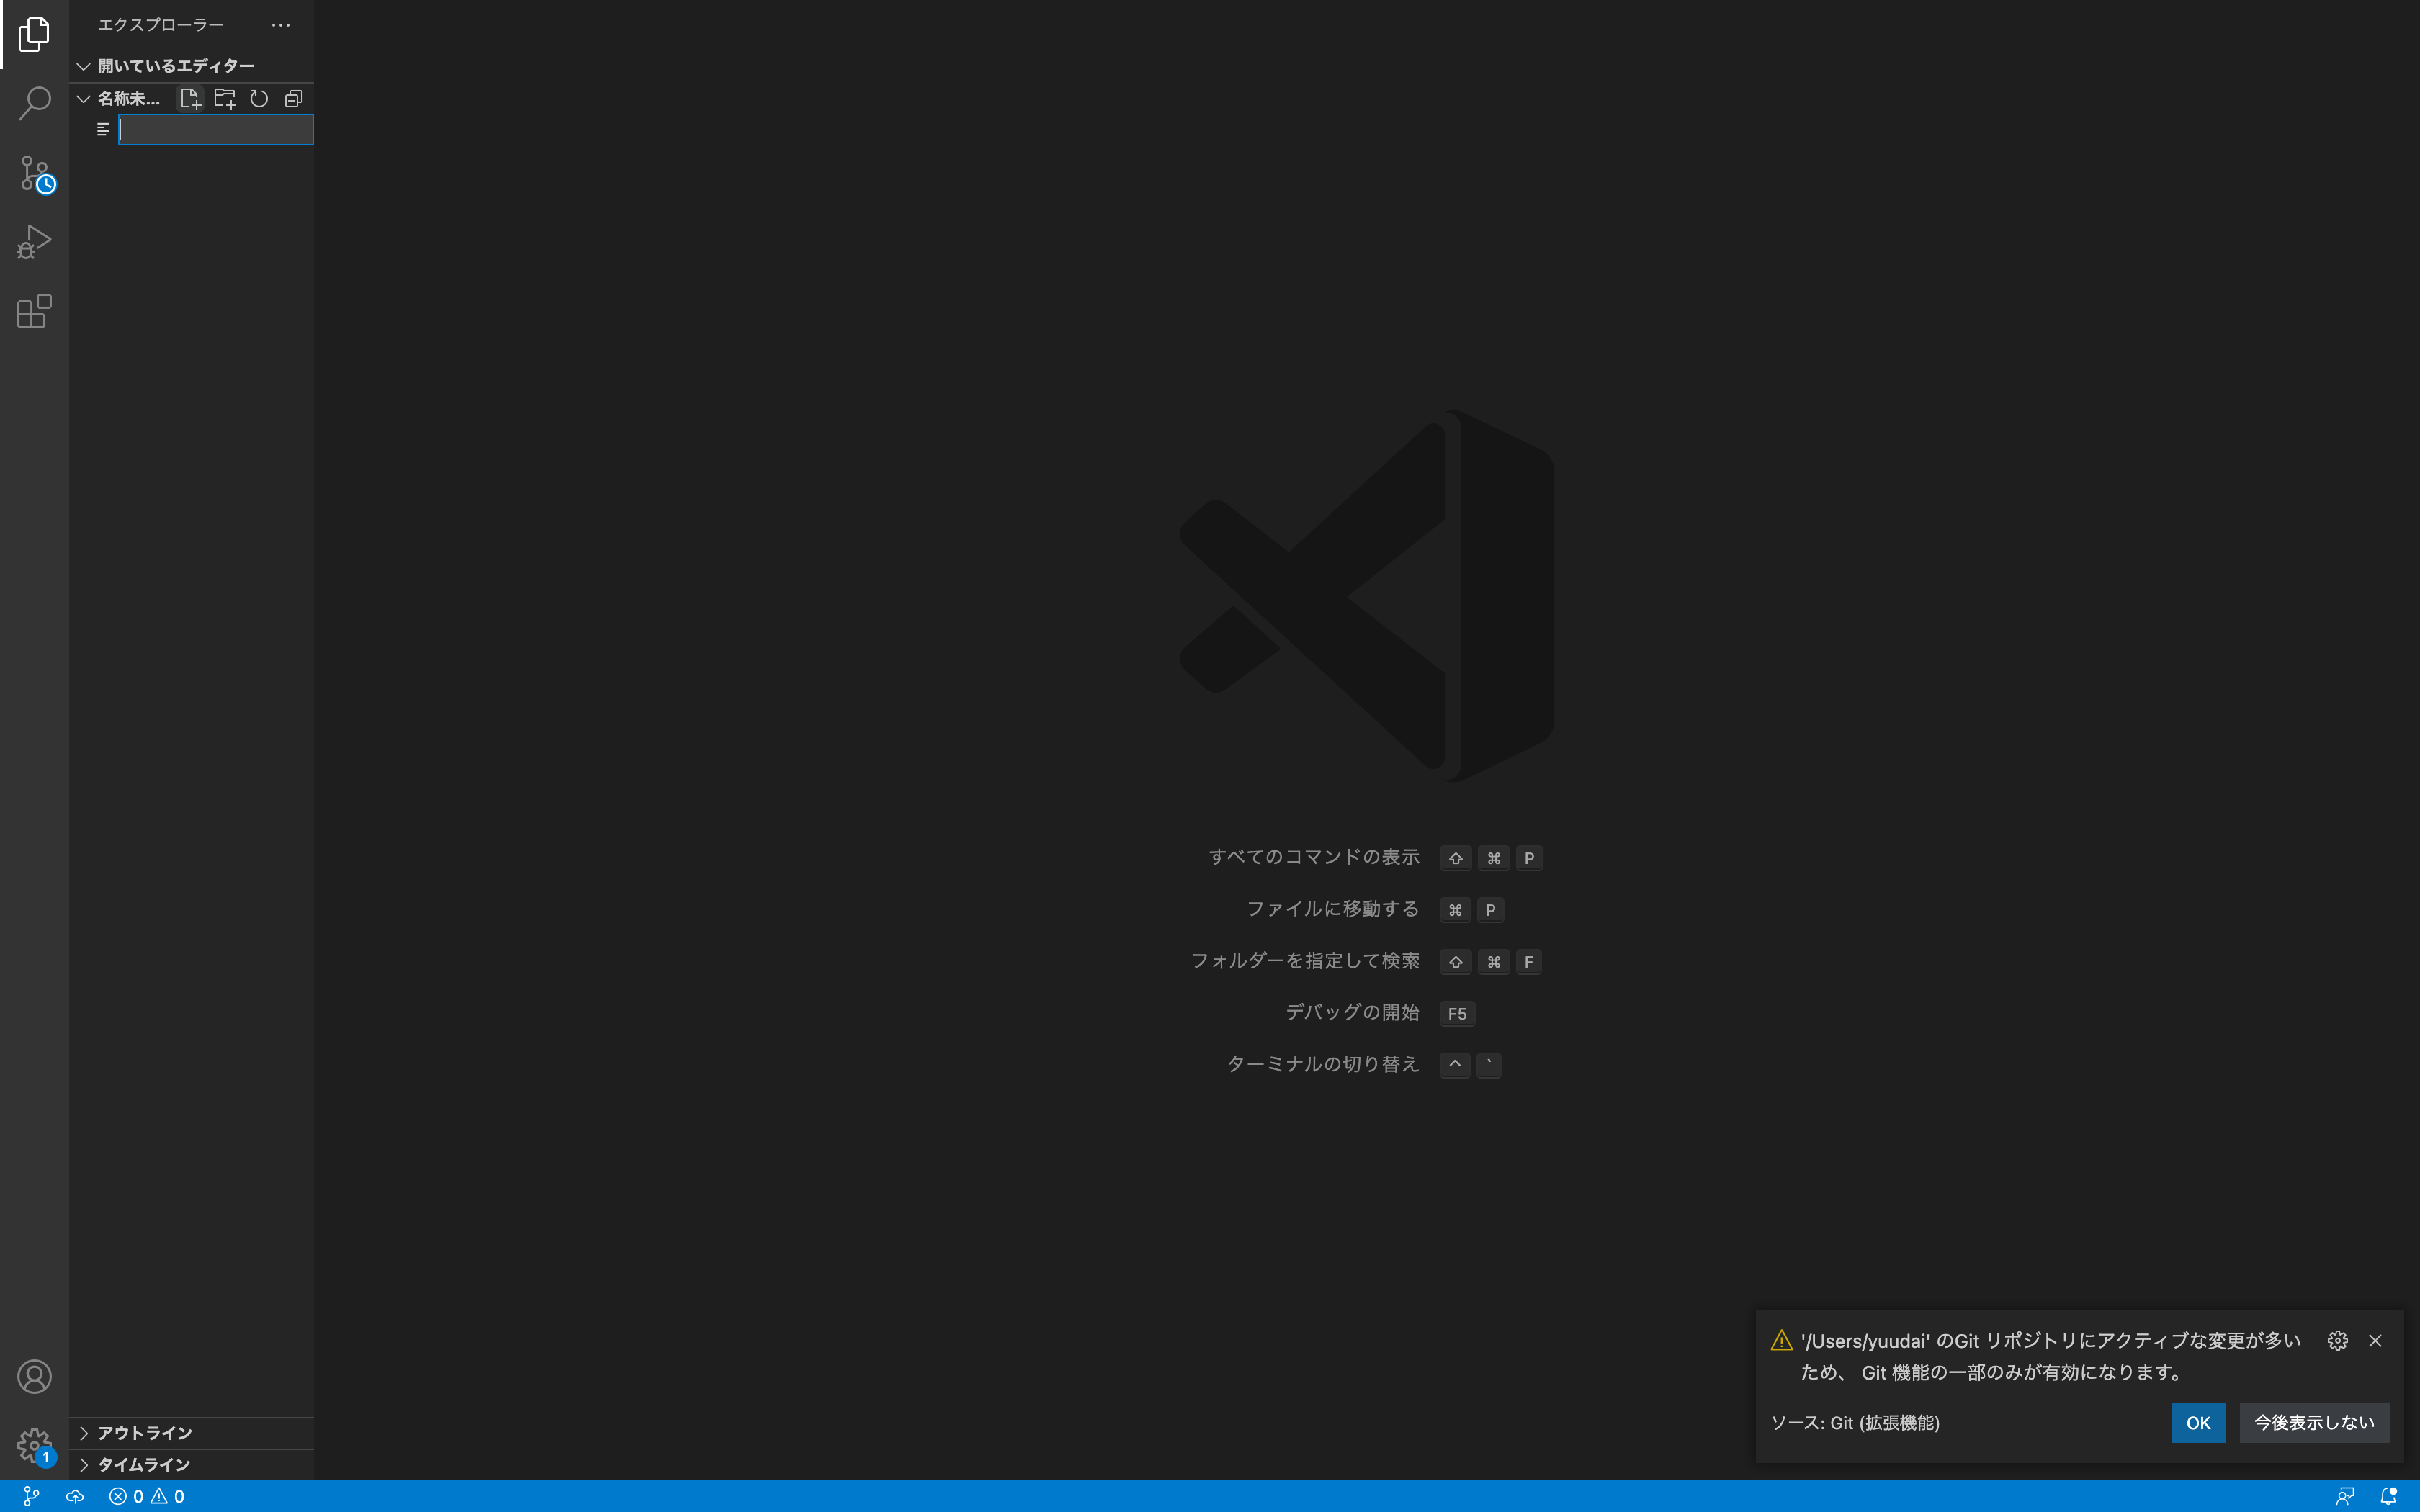 エクスプローラー
開いているエディター
名称未...
すべてのコマンドの表示 ⇧ ⌘ P
ファイルに移動する ⌘ P
フォルダーを指定して検索 ⇧ ⌘ F
デバッグの開始 F5
ターミナルの切り替え ^ `
'/Users/yuudai' のGit リポジトリにアクティブな変更が多い
ため、 Git 機能の一部のみが有効になります。
ソース: Git (拡張機能) OK 今後表示しない
1
アウトライン
タイムライン
0 0